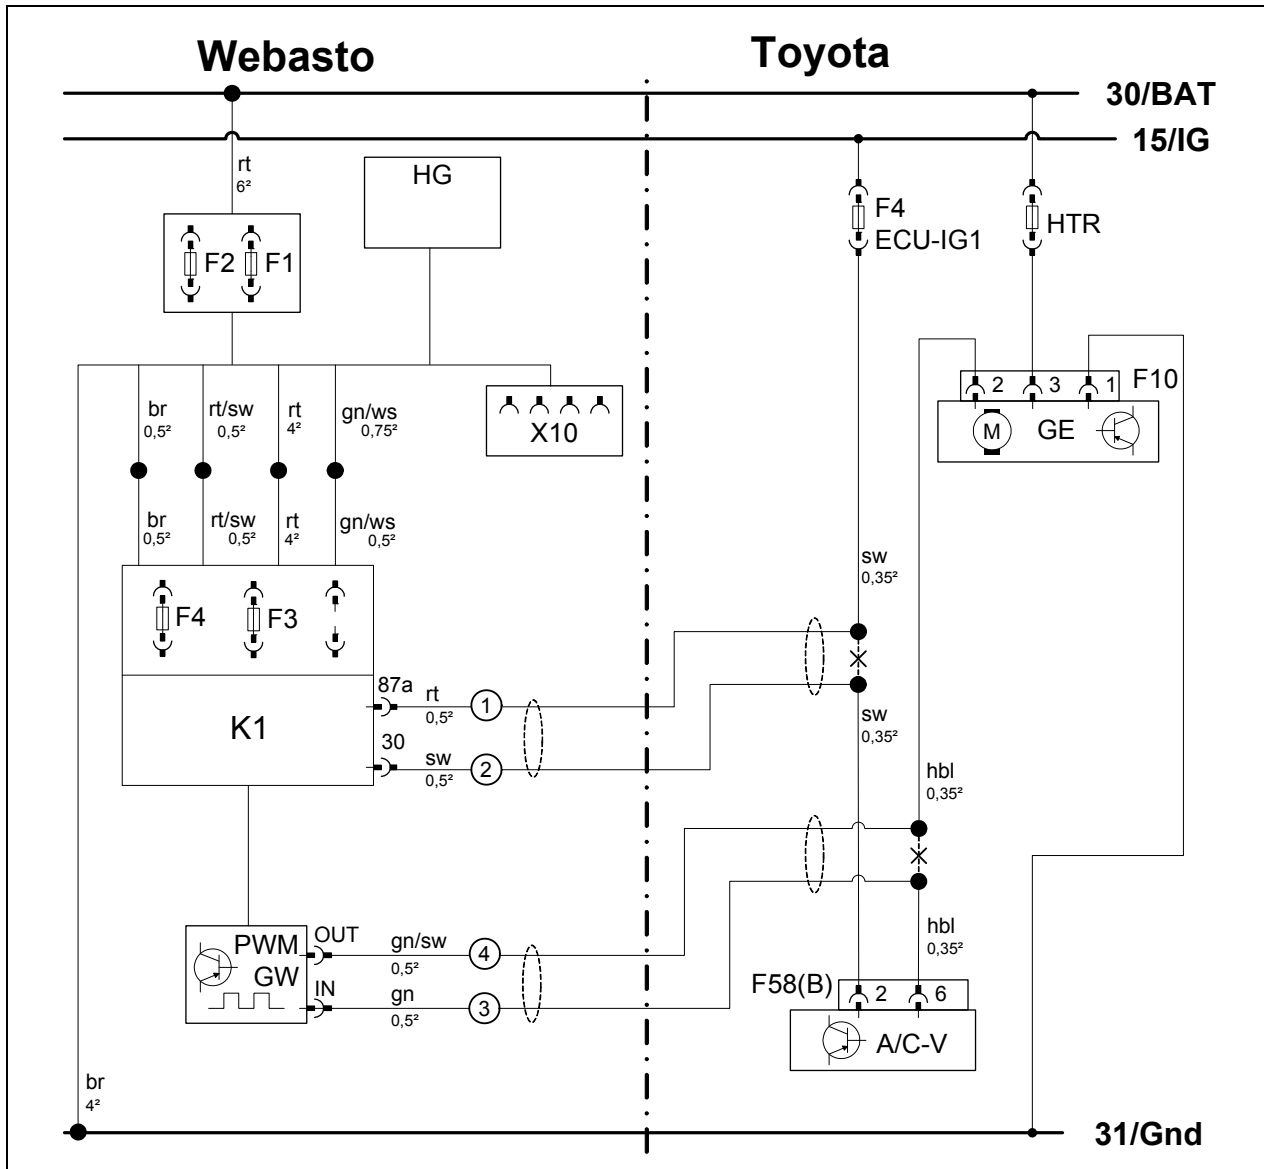 Webasto
Toyota
30/BAT
15/IG
rt
6²
HG
F2 F1
F4
ECU-IG1
HTR
br
0,5²
rt/sw
0,5²
rt
4²
gn/ws
0,75²
X10
2 3 1 F10
M GE
br
0,5²
rt/sw
0,5²
rt
4²
gn/ws
0,5²
sw
0,35²
F4 F3
87a
rt
0,5²
1
K1
30
sw
0,5²
2
sw
0,35²
hbl
0,35²
PWM
GW
OUT
gn/sw
0,5²
4
IN
gn
0,5²
3
hbl
0,35²
F58(B) 2 6
A/C-V
br
4²
31/Gnd